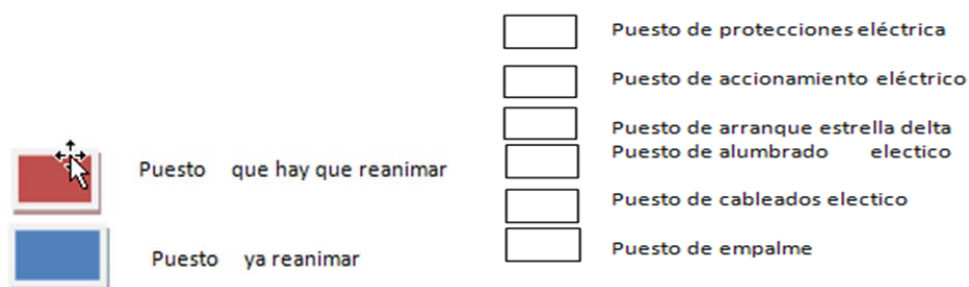 Puesto que hay que reanimar
Puesto ya reanimar
Puesto de protecciones eléctrica
Puesto de accionamiento eléctrico
Puesto de arranque estrella delta
Puesto de alumbrado electico
Puesto de cableados electico
Puesto de empalme